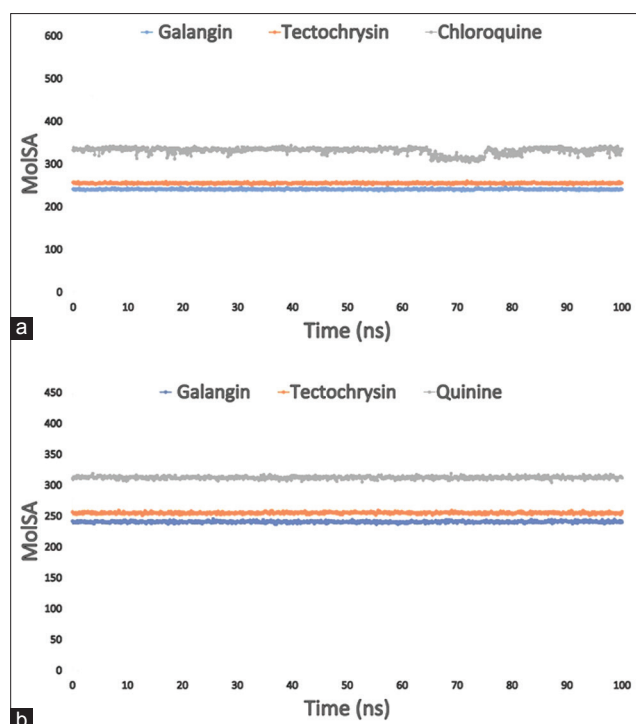 Galangin Tectochrysin Chloroquine
600
500
400
300
200
100
0
MolSA
0 10 20 30 40 50 60 70 80 90 100
Time (ns)
a
Galangin Tectochrysin Quinine
450
400
350
300
250
200
150
100
50
0
MolSA
0 10 20 30 40 50 60 70 80 90 100
Time (ns)
b